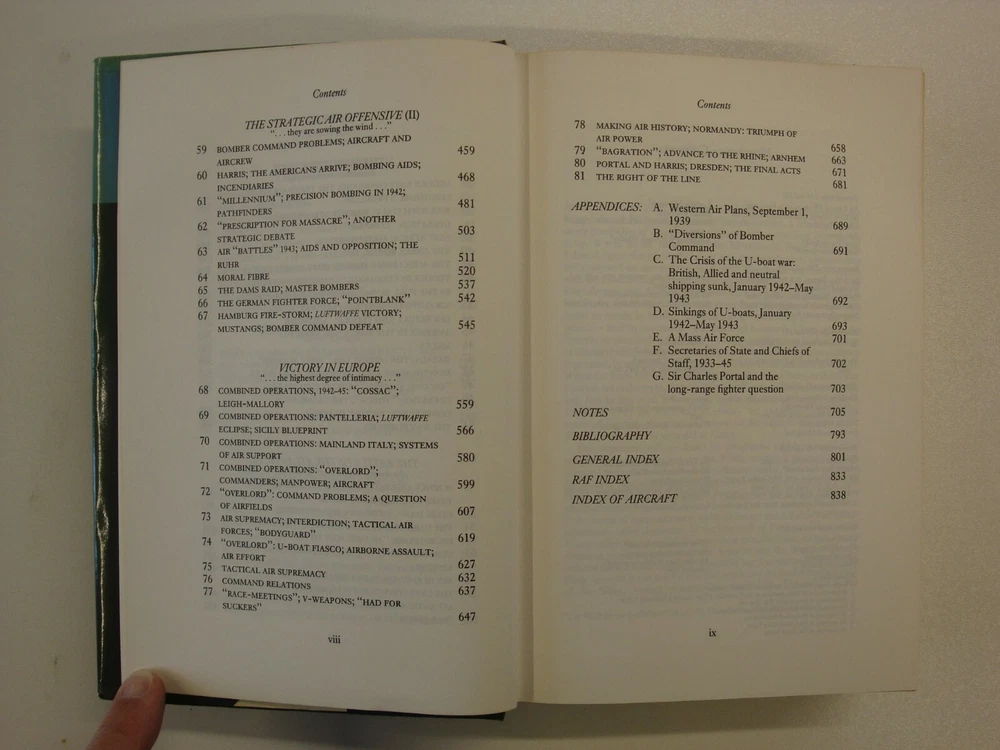 Contents
THE STRATEGIC AIR OFFENSIVE (II)
"... they are sowing the wind ..."
59 BOMBER COMMAND PROBLEMS; AIRCRAFT AND
AIRCREW 459
60 HARRIS; THE AMERICANS ARRIVE; BOMBING AIDS;
INCENDIARIES 468
61 "MILLENNIUM"; PRECISION BOMBING IN 1942;
PATHFINDERS 481
62 "PRESCRIPTION FOR MASSACRE"; ANOTHER
STRATEGIC DEBATE 503
63 AIR "BATTLES" 1943; AIDS AND OPPOSITION; THE
RUHR 511
64 MORAL FIBRE 520
65 THE DAMS RAID; MASTER BOMBERS 537
66 THE GERMAN FIGHTER FORCE; "POINTBLANK" 542
67 HAMBURG FIRE-STORM; LUFTWAFFE VICTORY;
MUSTANGS; BOMBER COMMAND DEFEAT 545
VICTORY IN EUROPE
"... the highest degree of intimacy ..."
68 COMBINED OPERATIONS, 1942-45: "COSSAC";
LEIGH-MALLORY 559
69 COMBINED OPERATIONS: PANTELLERIA; LUFTWAFFE
ECLIPSE; SICILY BLUEPRINT 566
70 COMBINED OPERATIONS: MAINLAND ITALY; SYSTEMS
OF AIR SUPPORT 580
71 COMBINED OPERATIONS: "OVERLORD";
COMMANDERS; MANPOWER; AIRCRAFT 599
72 "OVERLORD": COMMAND PROBLEMS; A QUESTION
OF AIRFIELDS 607
73 AIR SUPREMACY; INTERDICTION; TACTICAL AIR
FORCES; "BODYGUARD" 619
74 "OVERLORD": U-BOAT FIASCO; AIRBORNE ASSAULT;
AIR EFFORT 627
75 TACTICAL AIR SUPREMACY 632
76 COMMAND RELATIONS 637
77 "RACE-MEETINGS"; V-WEAPONS; "HAD FOR
SUCKERS" 647
viii
Contents
78 MAKING AIR HISTORY; NORMANDY: TRIUMPH OF
AIR POWER 658
79 "BAGRATION"; ADVANCE TO THE RHINE; ARNHEM 663
80 PORTAL AND HARRIS; DRESDEN; THE FINAL ACTS 671
81 THE RIGHT OF THE LINE 681
APPENDICES: A. Western Air Plans, September 1,
1939 689
B. "Diversions" of Bomber
Command 691
C. The Crisis of the U-boat war:
British, Allied and neutral
shipping sunk, January 1942–May
1943 692
D. Sinkings of U-boats, January
1942–May 1943 693
E. A Mass Air Force 701
F. Secretaries of State and Chiefs of
Staff, 1933–45 702
G. Sir Charles Portal and the
long-range fighter question 703
NOTES 705
BIBLIOGRAPHY 793
GENERAL INDEX 801
RAF INDEX 833
INDEX OF AIRCRAFT 838
ix